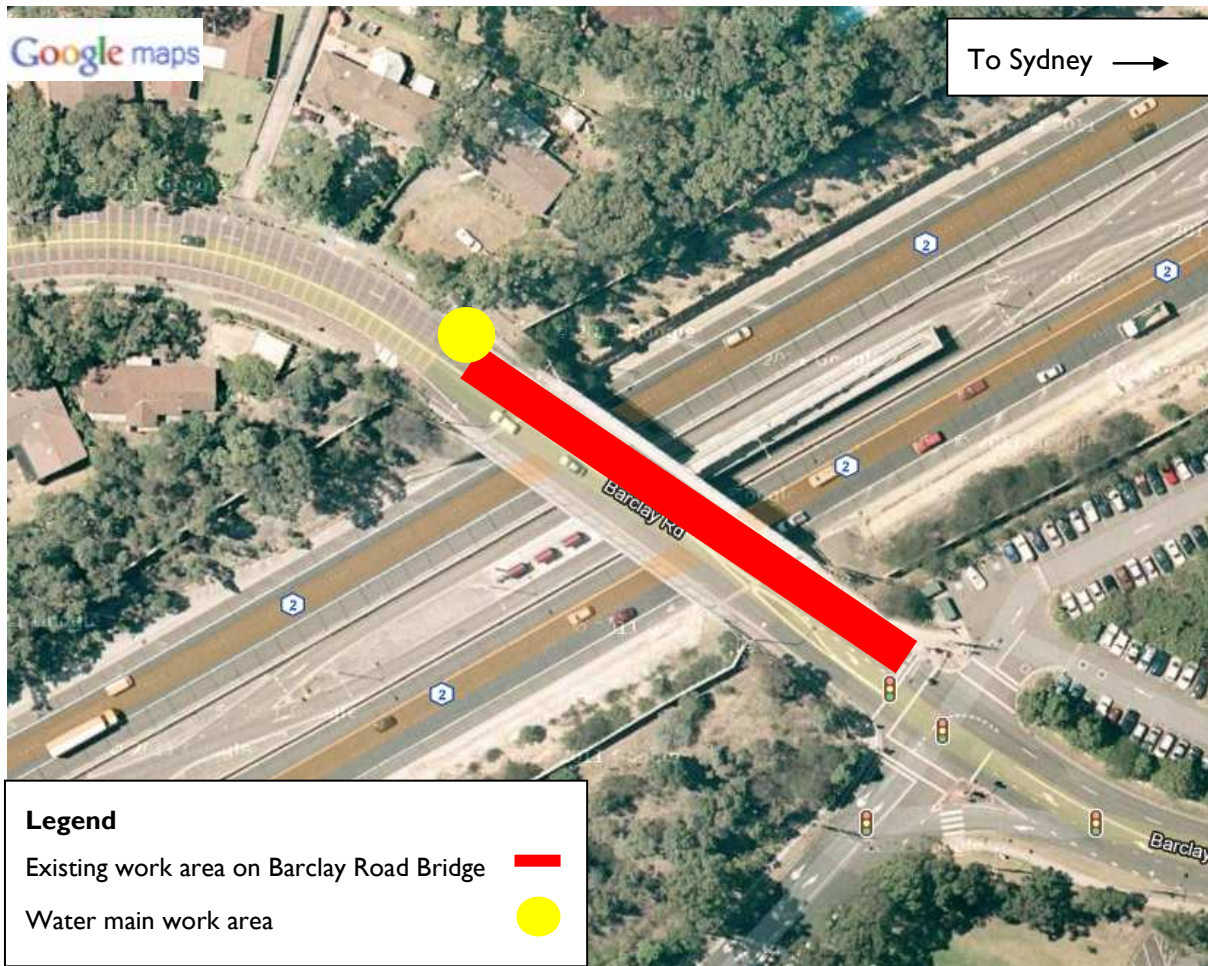 Google maps
To Sydney →
2
2
2
Barclay Rd
2
2
Barclay
Legend
Existing work area on Barclay Road Bridge
Water main work area